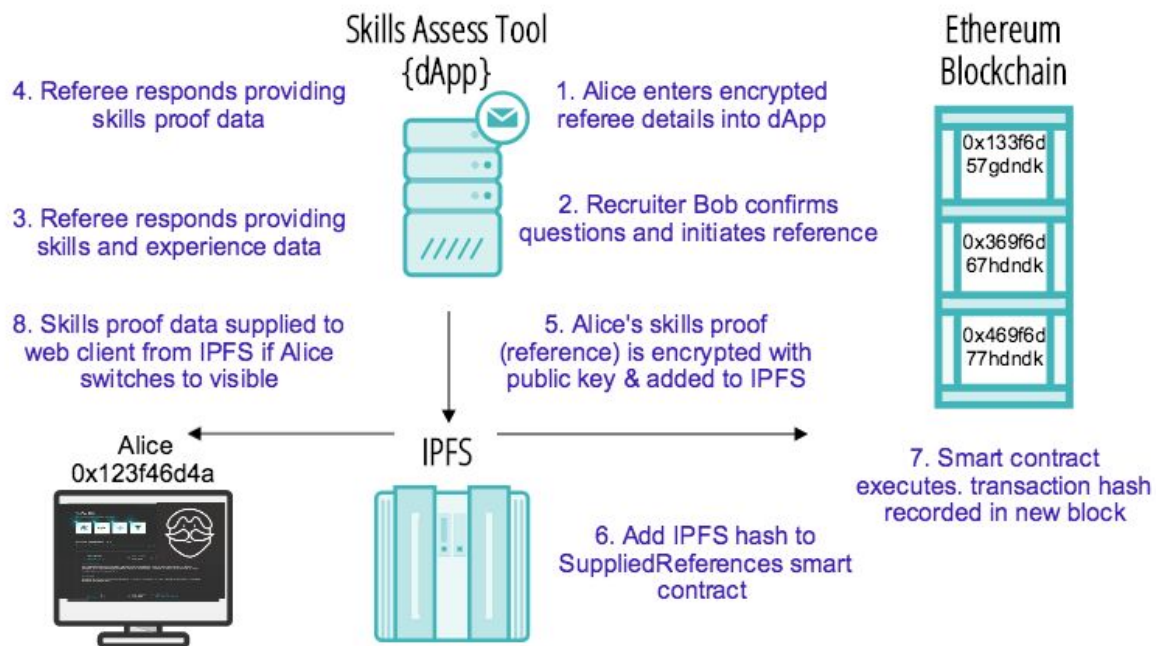 Skills Assess Tool
{dApp}
Ethereum
Blockchain
4. Referee responds providing
skills proof data
1. Alice enters encrypted
referee details into dApp
0x133f6d
57gdndk
3. Referee responds providing
skills and experience data
2. Recruiter Bob confirms
questions and initiates reference
0x369f6d
67hdndk
8. Skills proof data supplied to
web client from IPFS if Alice
switches to visible
5. Alice's skills proof
(reference) is encrypted with
public key & added to IPFS
0x469f6d
77hdndk
Alice
0x123f46d4a
IPFS
7. Smart contract
executes. transaction hash
recorded in new block
6. Add IPFS hash to
SuppliedReferences smart
contract